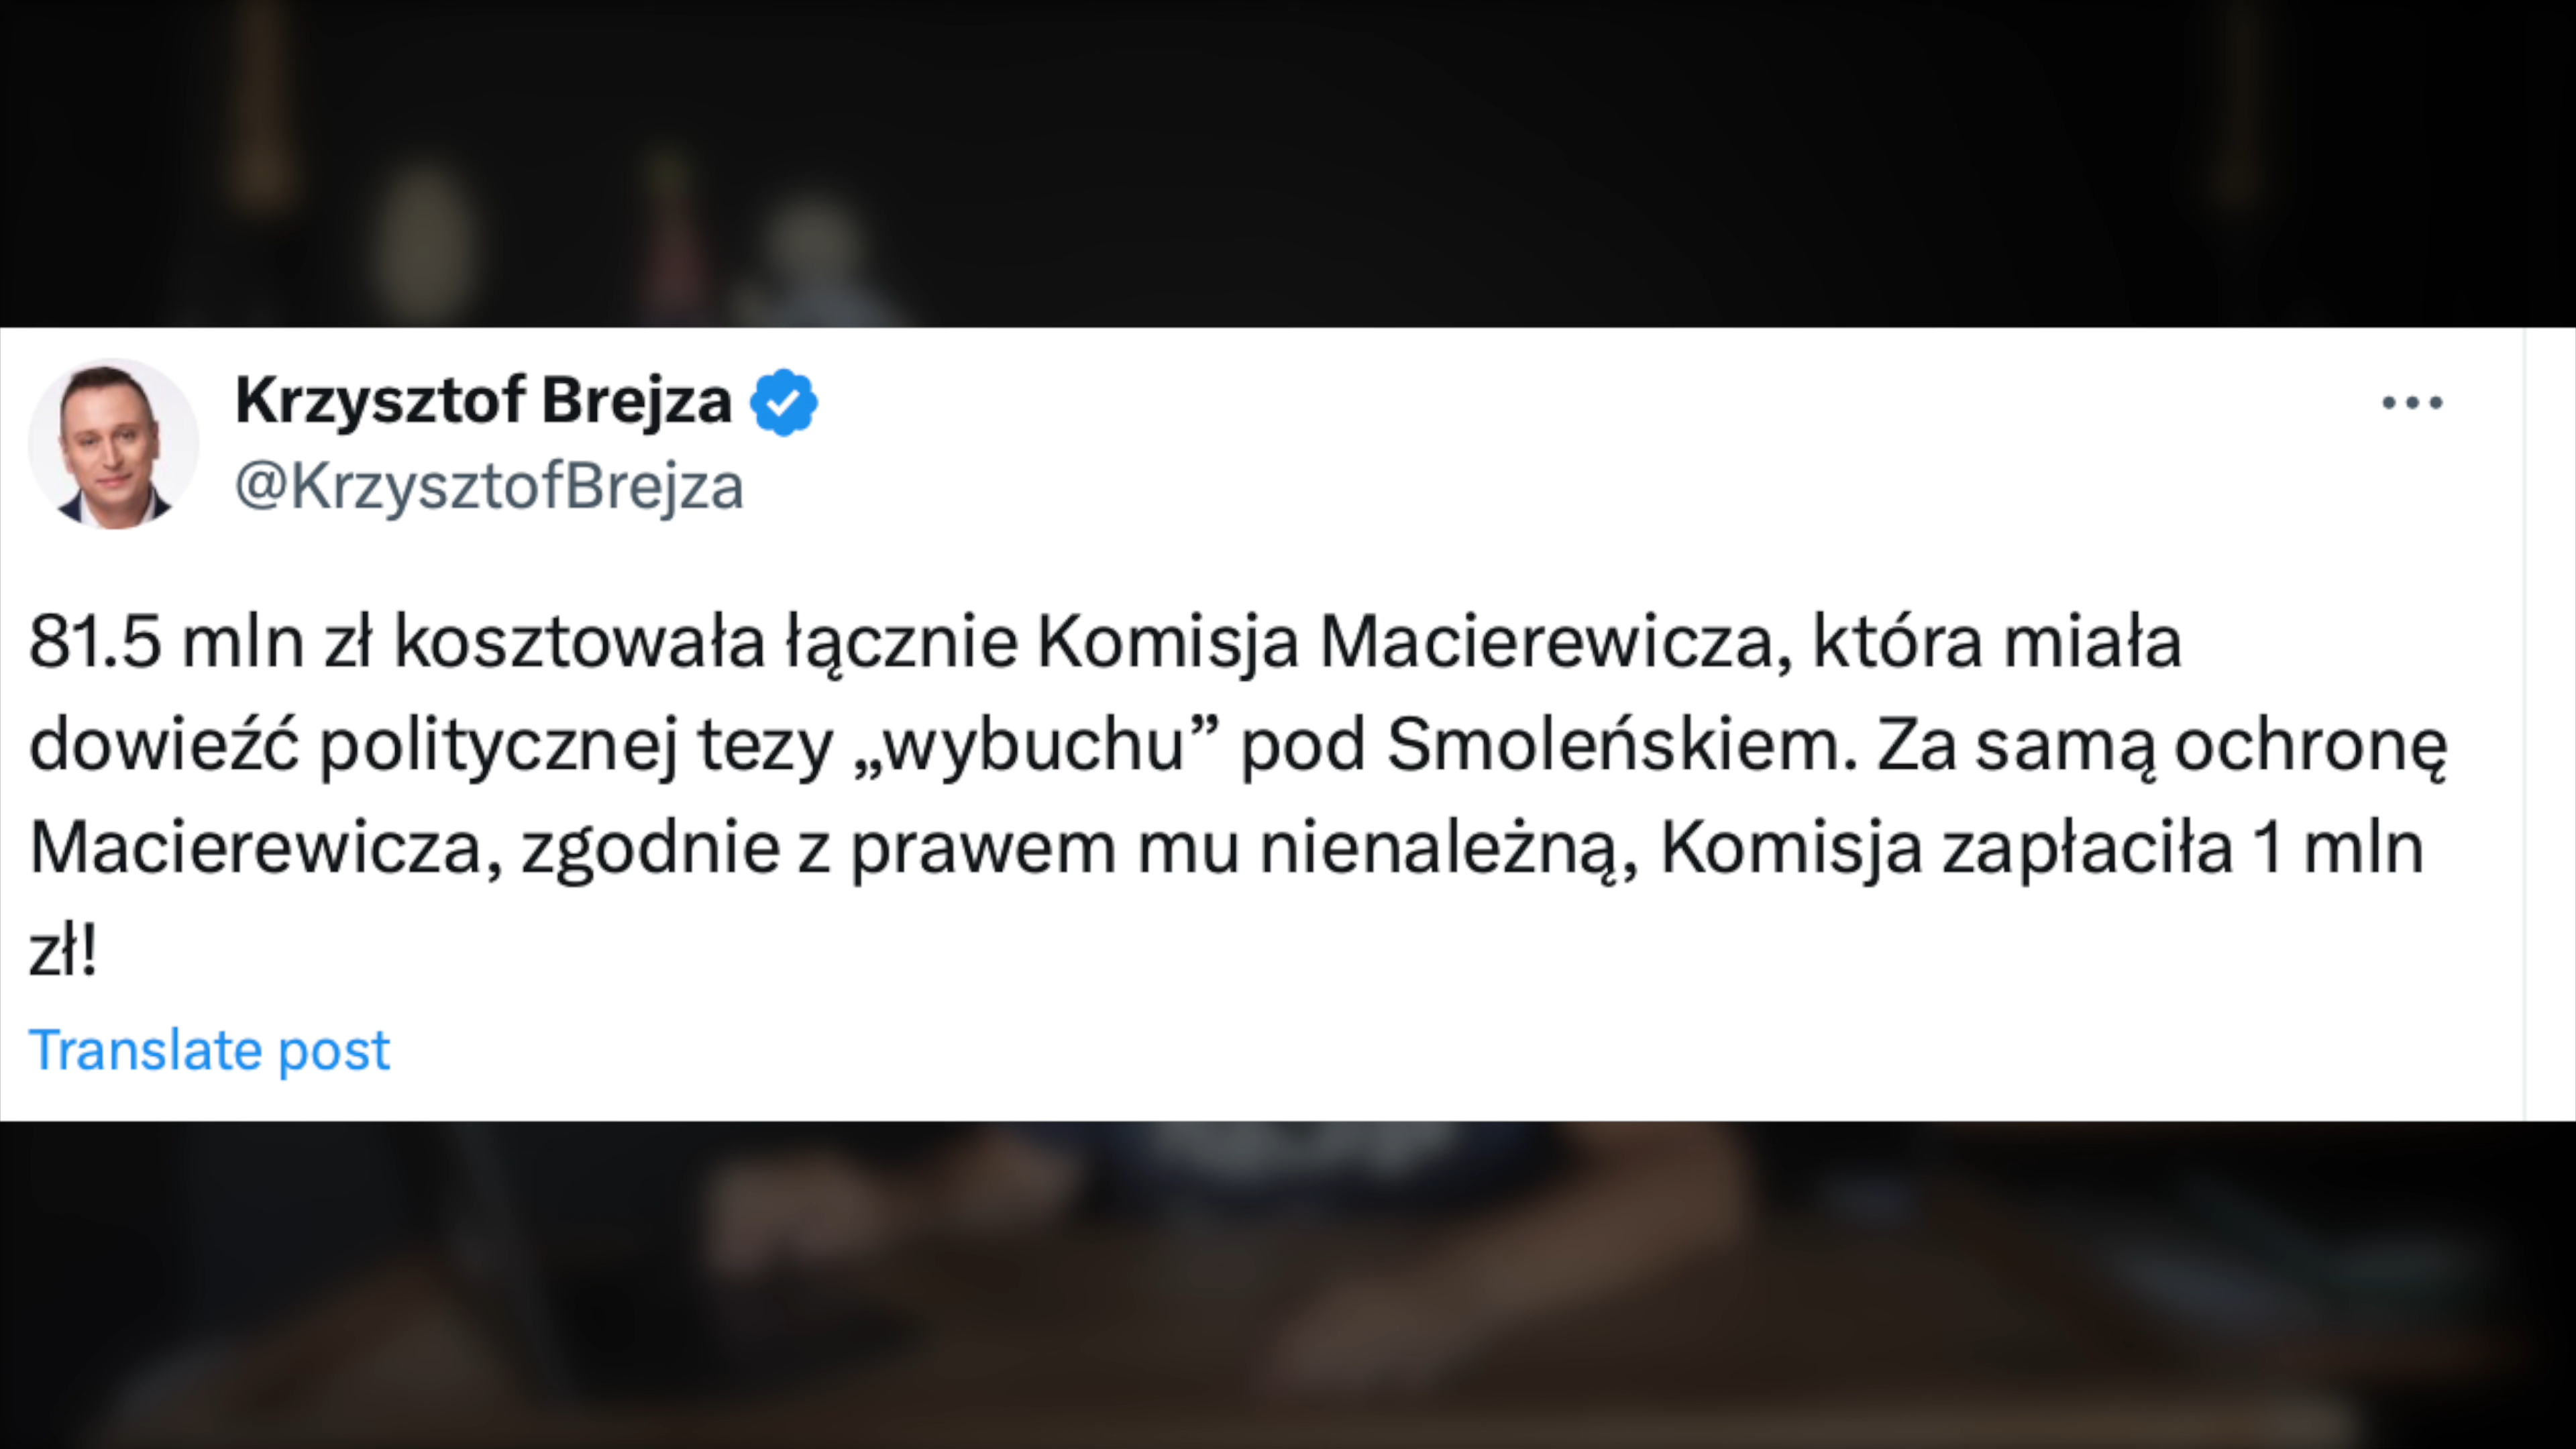 Krzysztof Brejza
@KrzysztofBrejza
81.5 mln zł kosztowała łącznie Komisja Macierewicza, która miała
dowieźć politycznej tezy „wybuchu” pod Smoleńskiem. Za samą ochronę
Macierewicza, zgodnie z prawem mu nienależną, Komisja zapłaciła 1 mln
zł!
Translate post